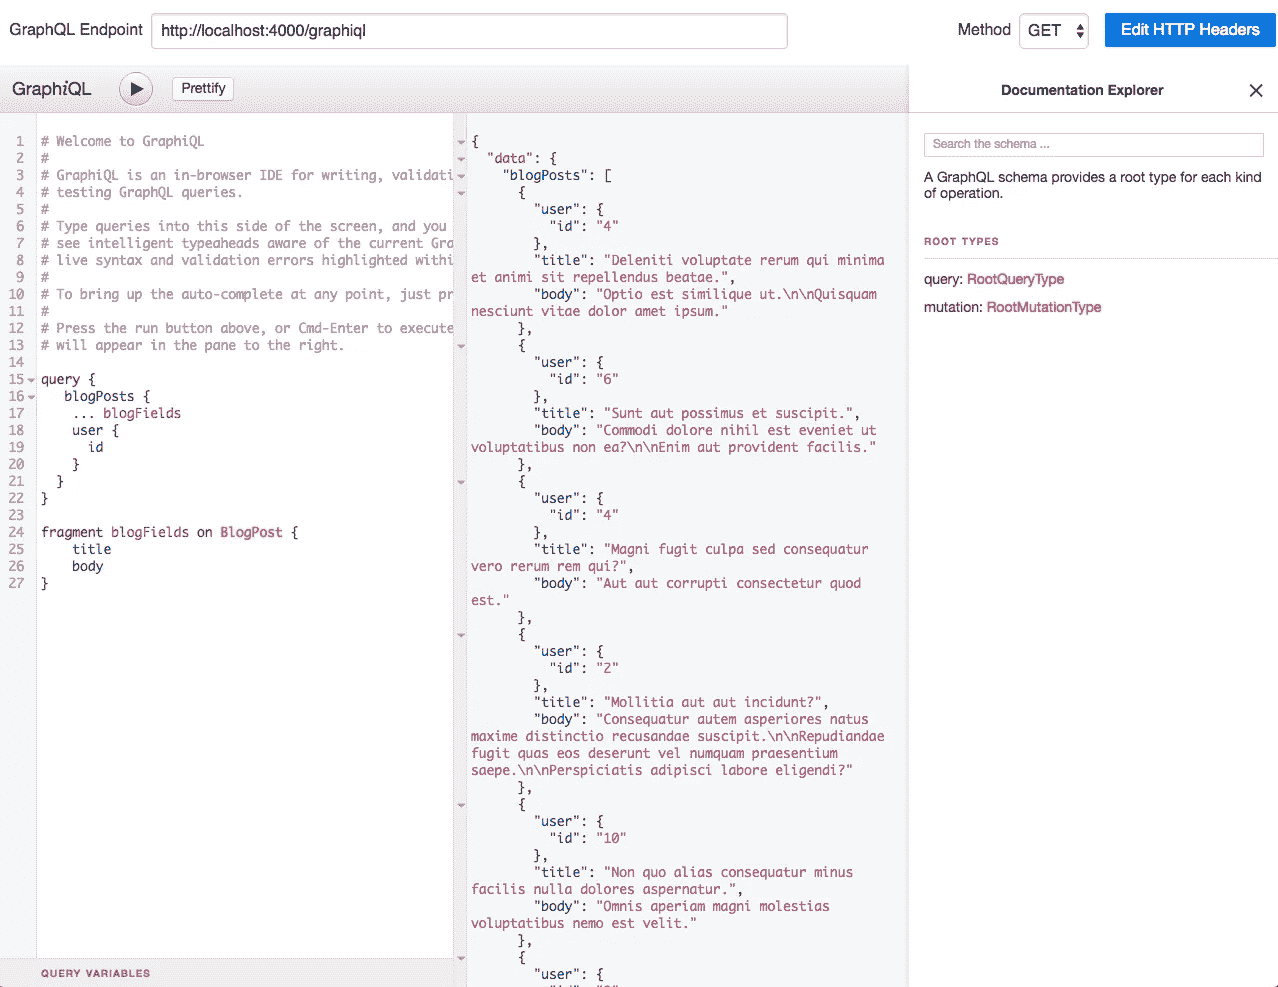 GraphQL Endpoint
http://localhost:4000/graphiql
Method
GET
Edit HTTP Headers
GraphiQL
Prettify
1 # Welcome to GraphiQL
2 #
3 # GraphiQL is an in-browser IDE for writing, validati
4 # testing GraphQL queries.
5 #
6 # Type queries into this side of the screen, and you
7 # see intelligent typeaheads aware of the current Gra
8 # live syntax and validation errors highlighted withi
9 #
10 # To bring up the auto-complete at any point, just pr
11 #
12 # Press the run button above, or Cmd-Enter to execute
13 # will appear in the pane to the right.
14
15 query {
16 blogPosts {
17 ... blogFields
18 user {
19 id
20 }
21 }
22 }
23
24 fragment blogFields on BlogPost {
25 title
26 body
27 }
QUERY VARIABLES
{
"data": {
"blogPosts": [
{
"user": {
"id": "4"
},
"title": "Deleniti voluptate rerum qui minima
et animi sit repellendus beatae.",
"body": "Optio est similique ut.\n\nQuisquam
nesciunt vitae dolor amet ipsum."
},
{
"user": {
"id": "6"
},
"title": "Sunt aut possimus et suscipit.",
"body": "Commodi dolore nihil est eveniet ut
voluptatibus non ea?\n\nEnim aut provident facilis."
},
{
"user": {
"id": "4"
},
"title": "Magni fugit culpa sed consequatur
vero rerum rem qui?",
"body": "Aut aut corrupti consectetur quod
est."
},
{
"user": {
"id": "2"
},
"title": "Mollitia aut aut incidunt?",
"body": "Consequatur autem asperiores natus
maxime distinctio recusandae suscipit.\n\nRepudiandae
fugit quas eos deserunt vel numquam praesentium
saepe.\n\nPerspiciatis adipisci labore eligendi?"
},
{
"user": {
"id": "10"
},
"title": "Non quo alias consequatur minus
facilis nulla dolores aspernatur.",
"body": "Omnis aperiam magni molestias
voluptatibus nemo est velit."
},
{
"user": {
Documentation Explorer
Search the schema ...
A GraphQL schema provides a root type for each kind
of operation.
ROOT TYPES
query: RootQueryType
mutation: RootMutationType